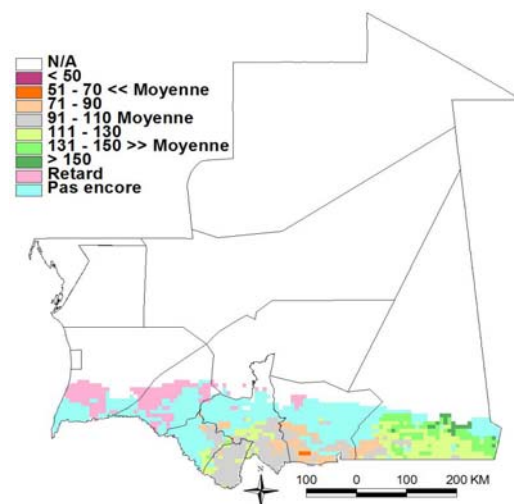 N/A
< 50
51 - 70 << Moyenne
71 - 90
91 - 110 Moyenne
111 - 130
131 - 150 >> Moyenne
> 150
Retard
Pas encore
N
100 0 100 200 KM